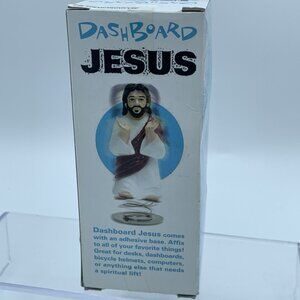 DASHBOARD
JESUS
Dashboard Jesus comes
with an adhesive base. Affix
to all of your favorite things!
Great for desks, dashboards,
bicycle helmets, computers,
or anything else that needs
a spiritual lift!